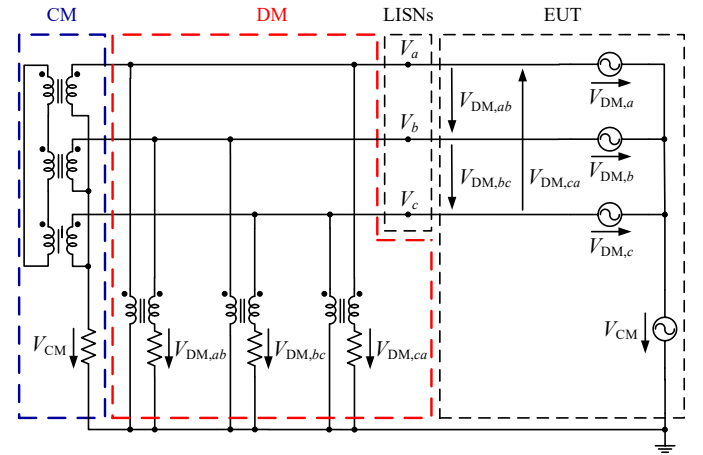 CM DM LISNs EUT
V_a
V_DM,a
V_DM,ab
V_b
V_DM,b
V_DM,bc V_DM,ca
V_c
V_DM,c
V_CM V_DM,ab V_DM,bc V_DM,ca V_CM